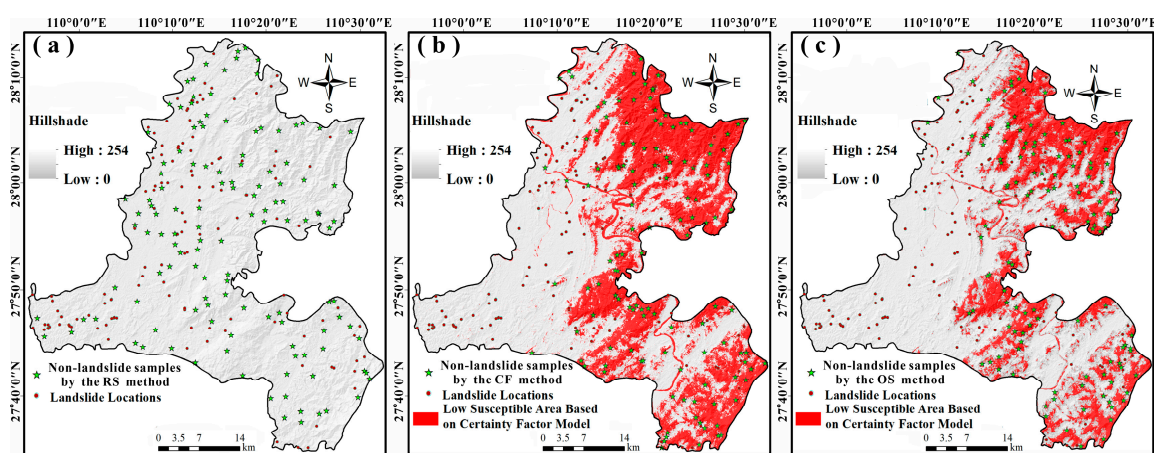 110°0'0"E 110°10'0"E 110°20'0"E 110°30'0"E 110°0'0"E 110°10'0"E 110°20'0"E 110°30'0"E 110°0'0"E 110°10'0"E 110°20'0"E 110°30'0"E
( a )
N
W E
S
Hillshade
High : 254
Low : 0
Non-landslide samples
by the RS method
Landslide Locations
0 3.5 7 14
km
28°10'0"N
28°00'0"N
27°50'0"N
27°40'0"N
( b )
N
W E
S
Hillshade
High : 254
Low : 0
Non-landslide samples
by the CF method
Landslide Locations
Low Susceptible Area Based
on Certainty Factor Model
0 3.5 7 14
km
28°10'0"N
28°00'0"N
27°50'0"N
27°40'0"N
( c )
N
W E
S
Hillshade
High : 254
Low : 0
Non-landslide samples
by the OS method
Landslide Locations
Low Susceptible Area Based
on Certainty Factor Model
0 3.5 7 14
km
28°10'0"N
28°00'0"N
27°50'0"N
27°40'0"N